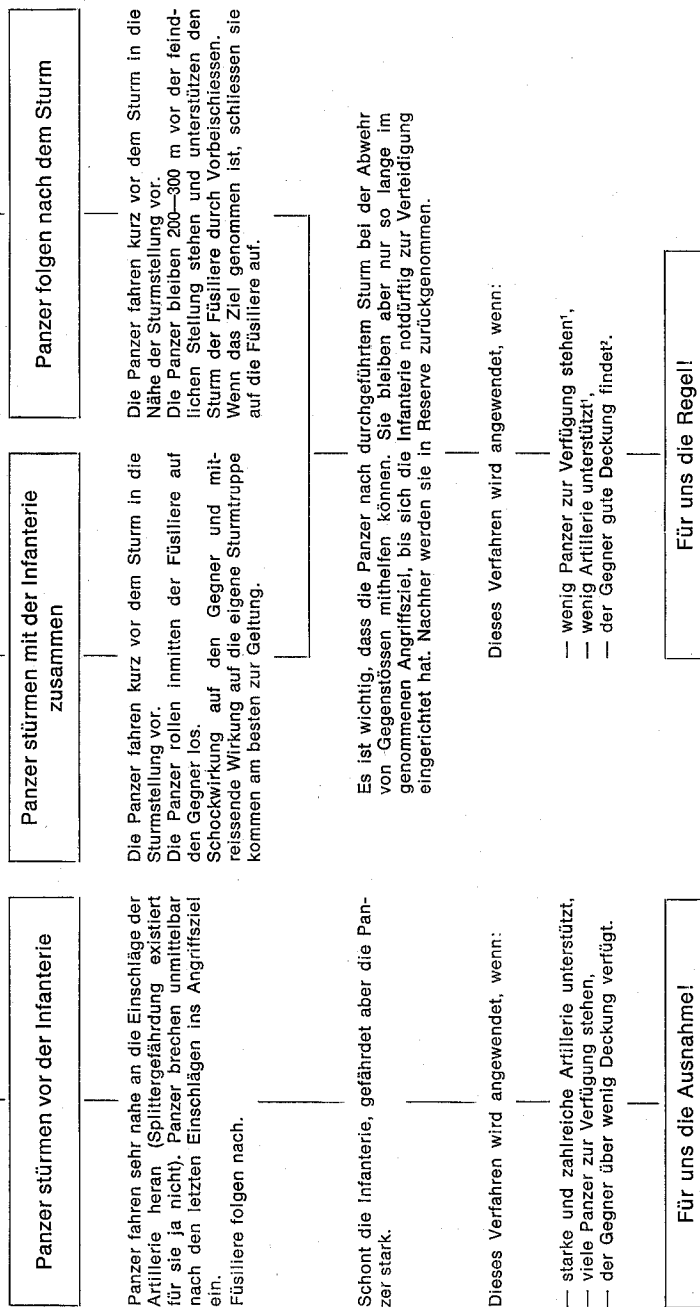 Panzer stürmen vor der Infanterie
Panzer fahren sehr nahe an die Einschläge der
Artillerie heran (Splittergefährdung existiert
für sie ja nicht). Panzer brechen unmittelbar
nach den letzten Einschlägen ins Angriffsziel
ein.
Füsiliere folgen nach.
Schont die Infanterie, gefährdet aber die Pan-
zer stark.
Dieses Verfahren wird angewendet, wenn:
— starke und zahlreiche Artillerie unterstützt,
— viele Panzer zur Verfügung stehen,
— der Gegner über wenig Deckung verfügt.
Für uns die Ausnahme!
Panzer stürmen mit der Infanterie
zusammen
Die Panzer fahren kurz vor dem Sturm in die
Sturmstellung vor.
Die Panzer rollen inmitten der Füsiliere auf
den Gegner los.
Schockwirkung auf den Gegner und mit-
reissende Wirkung auf die eigene Sturmtruppe
kommen am besten zur Geltung.
Panzer folgen nach dem Sturm
Die Panzer fahren kurz vor dem Sturm in die
Nähe der Sturmstellung vor.
Die Panzer bleiben 200—300 m vor der feind-
lichen Stellung stehen und unterstützen den
Sturm der Füsiliere durch Vorbeischiessen.
Wenn das Ziel genommen ist, schliessen sie
auf die Füsiliere auf.
Es ist wichtig, dass die Panzer nach durchgeführtem Sturm bei der Abwehr
von Gegenstössen mithelfen können. Sie bleiben aber nur so lange im
genommenen Angriffsziel, bis sich die Infanterie notdürftig zur Verteidigung
eingerichtet hat. Nachher werden sie in Reserve zurückgenommen.
Dieses Verfahren wird angewendet, wenn:
— wenig Panzer zur Verfügung stehen¹,
— wenig Artillerie unterstützt¹,
— der Gegner gute Deckung findet².
Für uns die Regel!